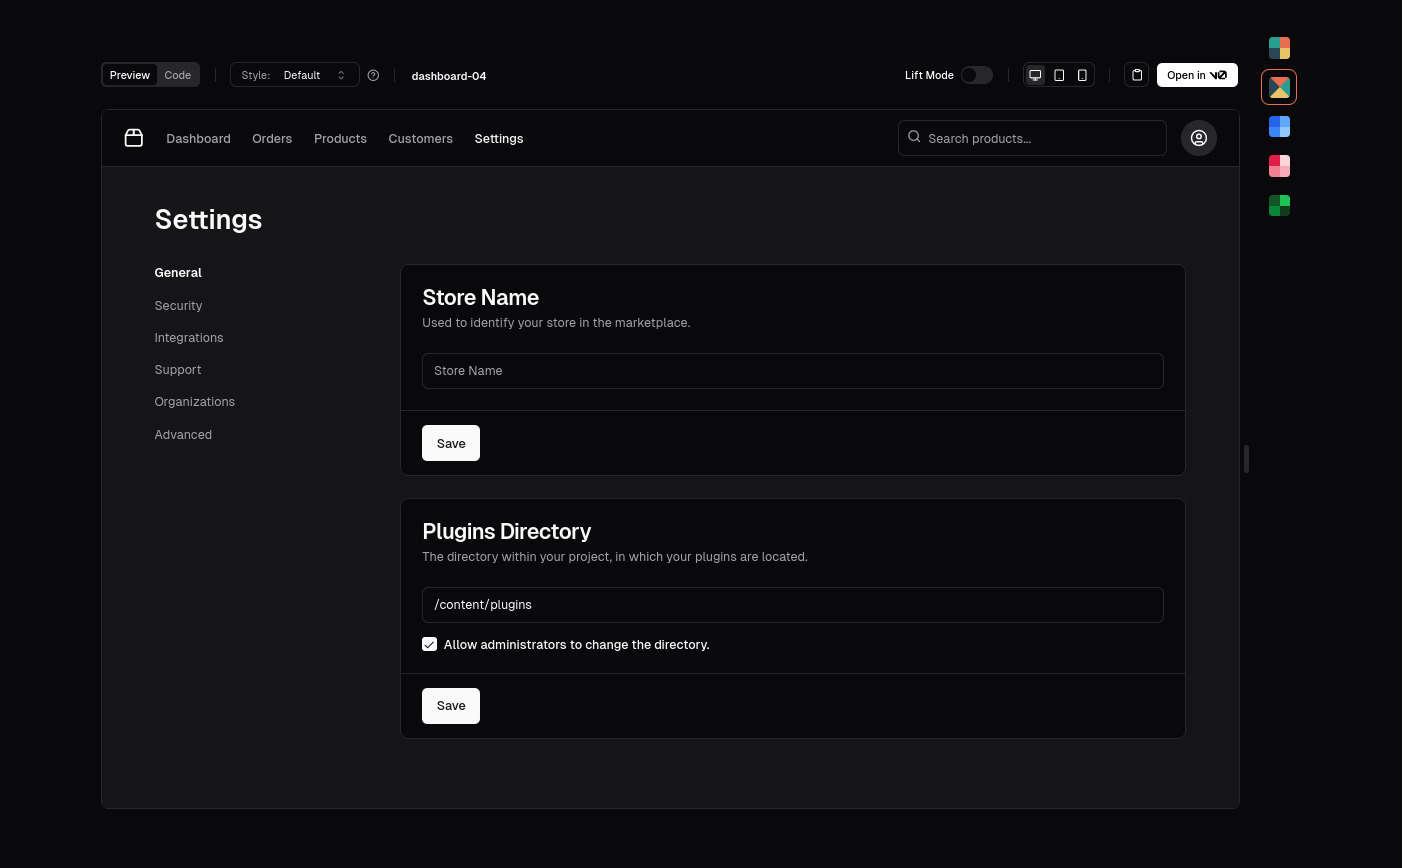 Preview Code Style: Default dashboard-04 Lift Mode Open in v0
Dashboard Orders Products Customers Settings Search products...
Settings
General
Security
Integrations
Support
Organizations
Advanced
Store Name
Used to identify your store in the marketplace.
Store Name
Save
Plugins Directory
The directory within your project, in which your plugins are located.
/content/plugins
Allow administrators to change the directory.
Save